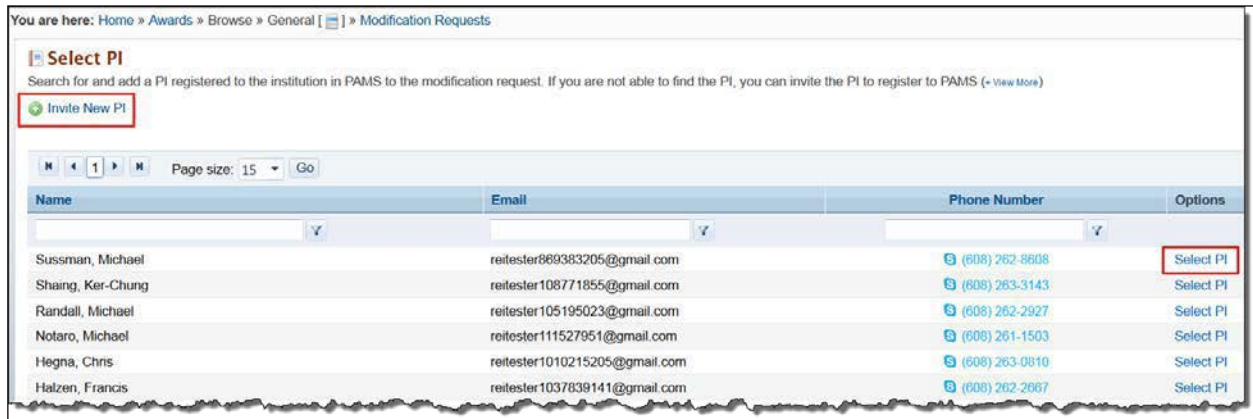 You are here: Home » Awards » Browse » General [ ] » Modification Requests
Select PI
Search for and add a PI registered to the institution in PAMS to the modification request. If you are not able to find the PI, you can invite the PI to register to PAMS (+ View More)
Invite New PI
1 Page size: 15 Go
Name Email Phone Number Options
Sussman, Michael reitester869383205@gmail.com (608) 262-8608 Select PI
Shaing, Ker-Chung reitester108771855@gmail.com (608) 263-3143 Select PI
Randall, Michael reitester105195023@gmail.com (608) 262-2927 Select PI
Notaro, Michael reitester111527951@gmail.com (608) 261-1503 Select PI
Hegna, Chris reitester1010215205@gmail.com (608) 263-0810 Select PI
Halzen, Francis reitester1037839141@gmail.com (608) 262-2667 Select PI